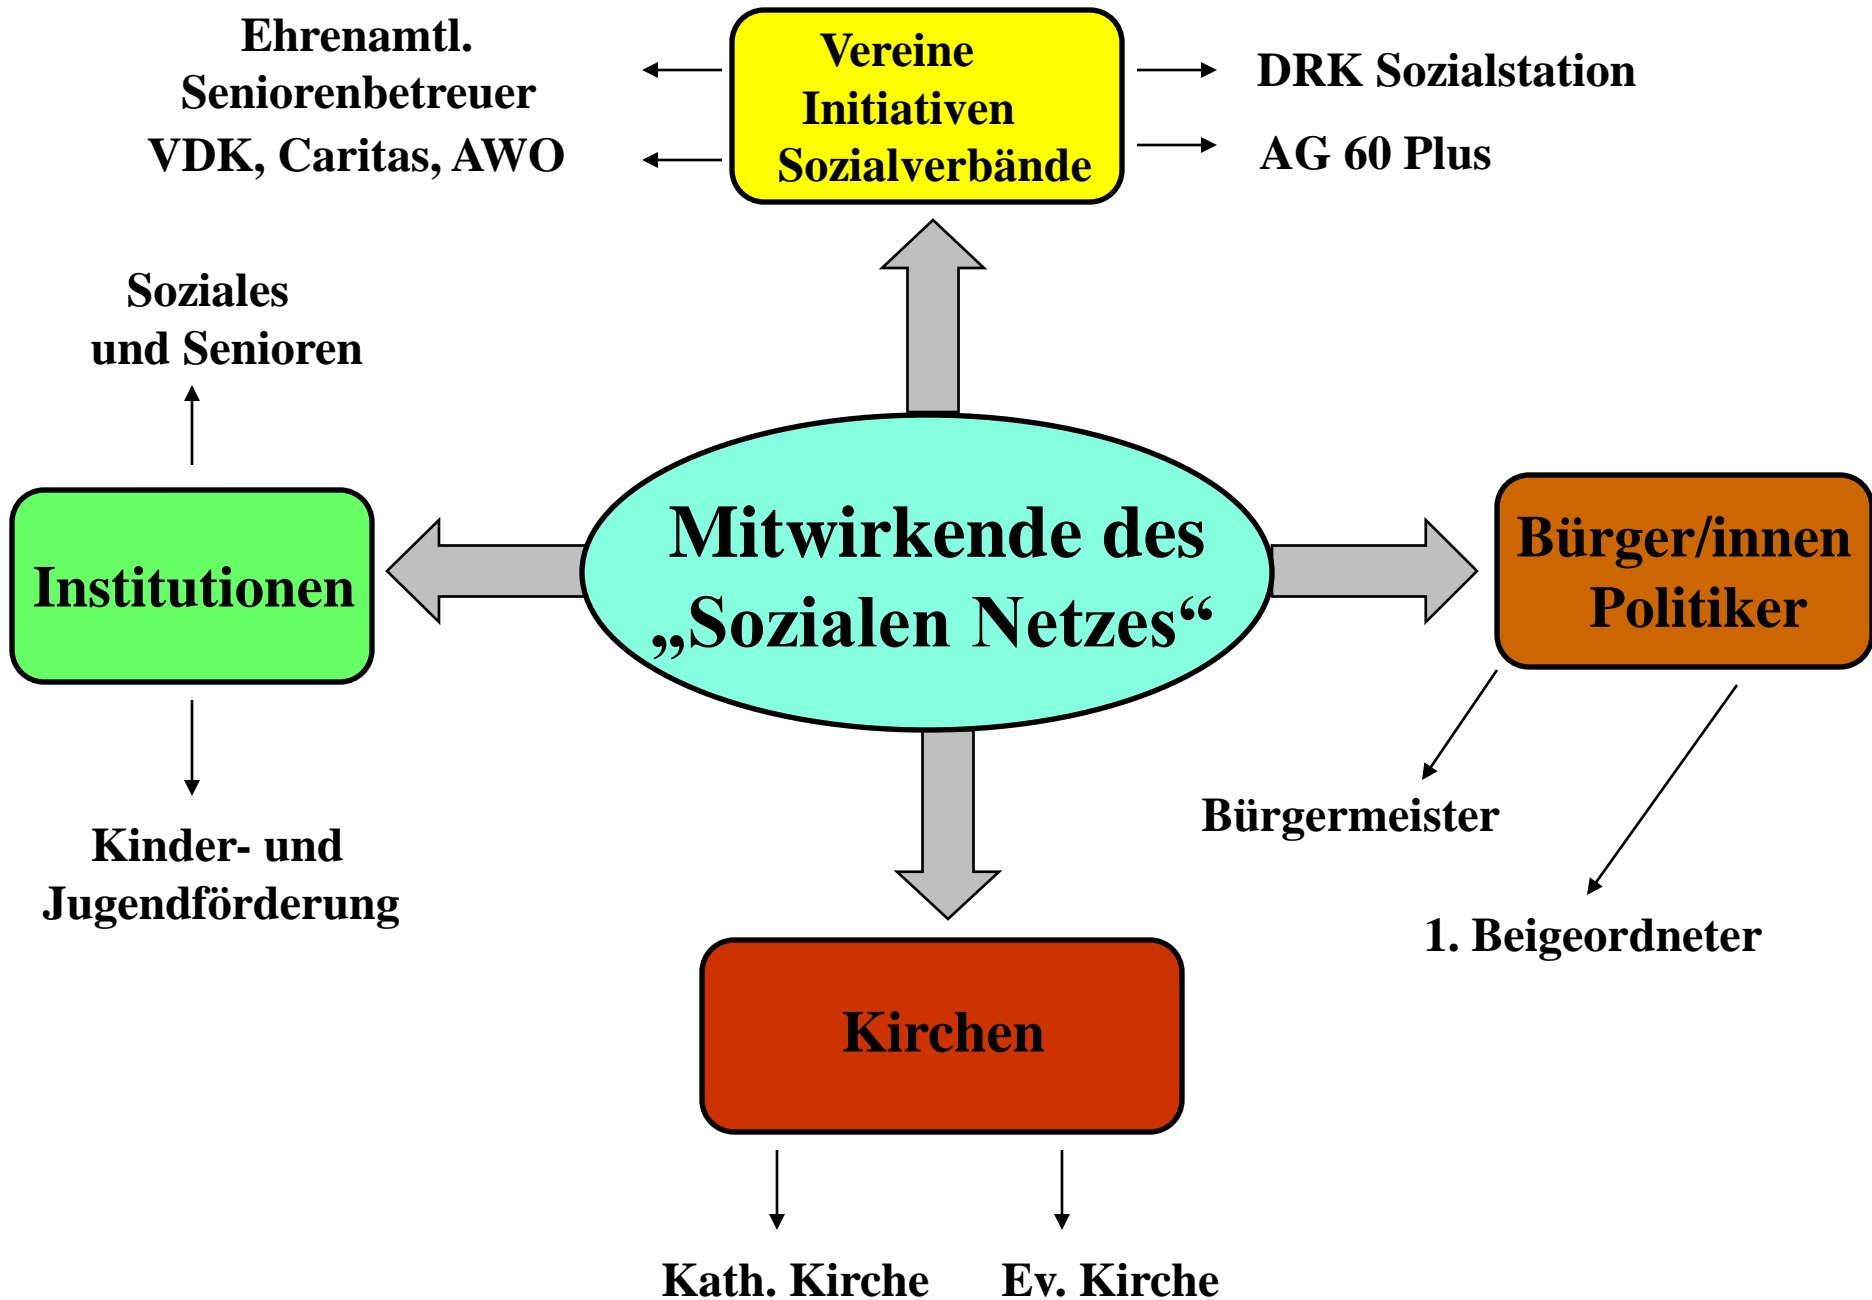 Ehrenamtl.
Seniorenbetreuer
VDK, Caritas, AWO
Vereine
Initiativen
Sozialverbände
DRK Sozialstation
AG 60 Plus
Soziales
und Senioren
Institutionen
Kinder- und
Jugendförderung
Mitwirkende des
„Sozialen Netzes“
Bürger/innen
Politiker
Bürgermeister
1. Beigeordneter
Kirchen
Kath. Kirche
Ev. Kirche